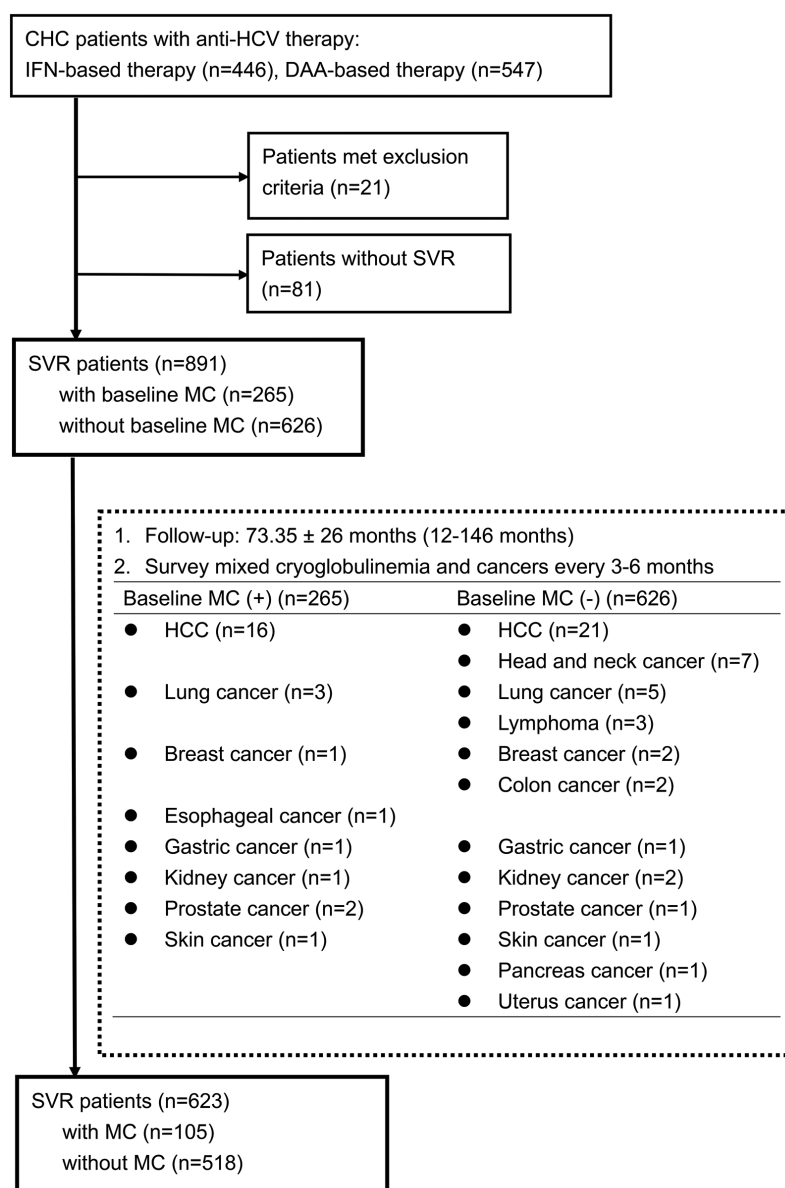 CHC patients with anti-HCV therapy:
IFN-based therapy (n=446), DAA-based therapy (n=547)
Patients met exclusion
criteria (n=21)
Patients without SVR
(n=81)
SVR patients (n=891)
with baseline MC (n=265)
without baseline MC (n=626)
1. Follow-up: 73.35 ± 26 months (12-146 months)
2. Survey mixed cryoglobulinemia and cancers every 3-6 months
Baseline MC (+) (n=265) Baseline MC (-) (n=626)
● HCC (n=16) ● HCC (n=21)
● Head and neck cancer (n=7)
● Lung cancer (n=3) ● Lung cancer (n=5)
● Lymphoma (n=3)
● Breast cancer (n=1) ● Breast cancer (n=2)
● Colon cancer (n=2)
● Esophageal cancer (n=1)
● Gastric cancer (n=1) ● Gastric cancer (n=1)
● Kidney cancer (n=1) ● Kidney cancer (n=2)
● Prostate cancer (n=2) ● Prostate cancer (n=1)
● Skin cancer (n=1) ● Skin cancer (n=1)
● Pancreas cancer (n=1)
● Uterus cancer (n=1)
SVR patients (n=623)
with MC (n=105)
without MC (n=518)